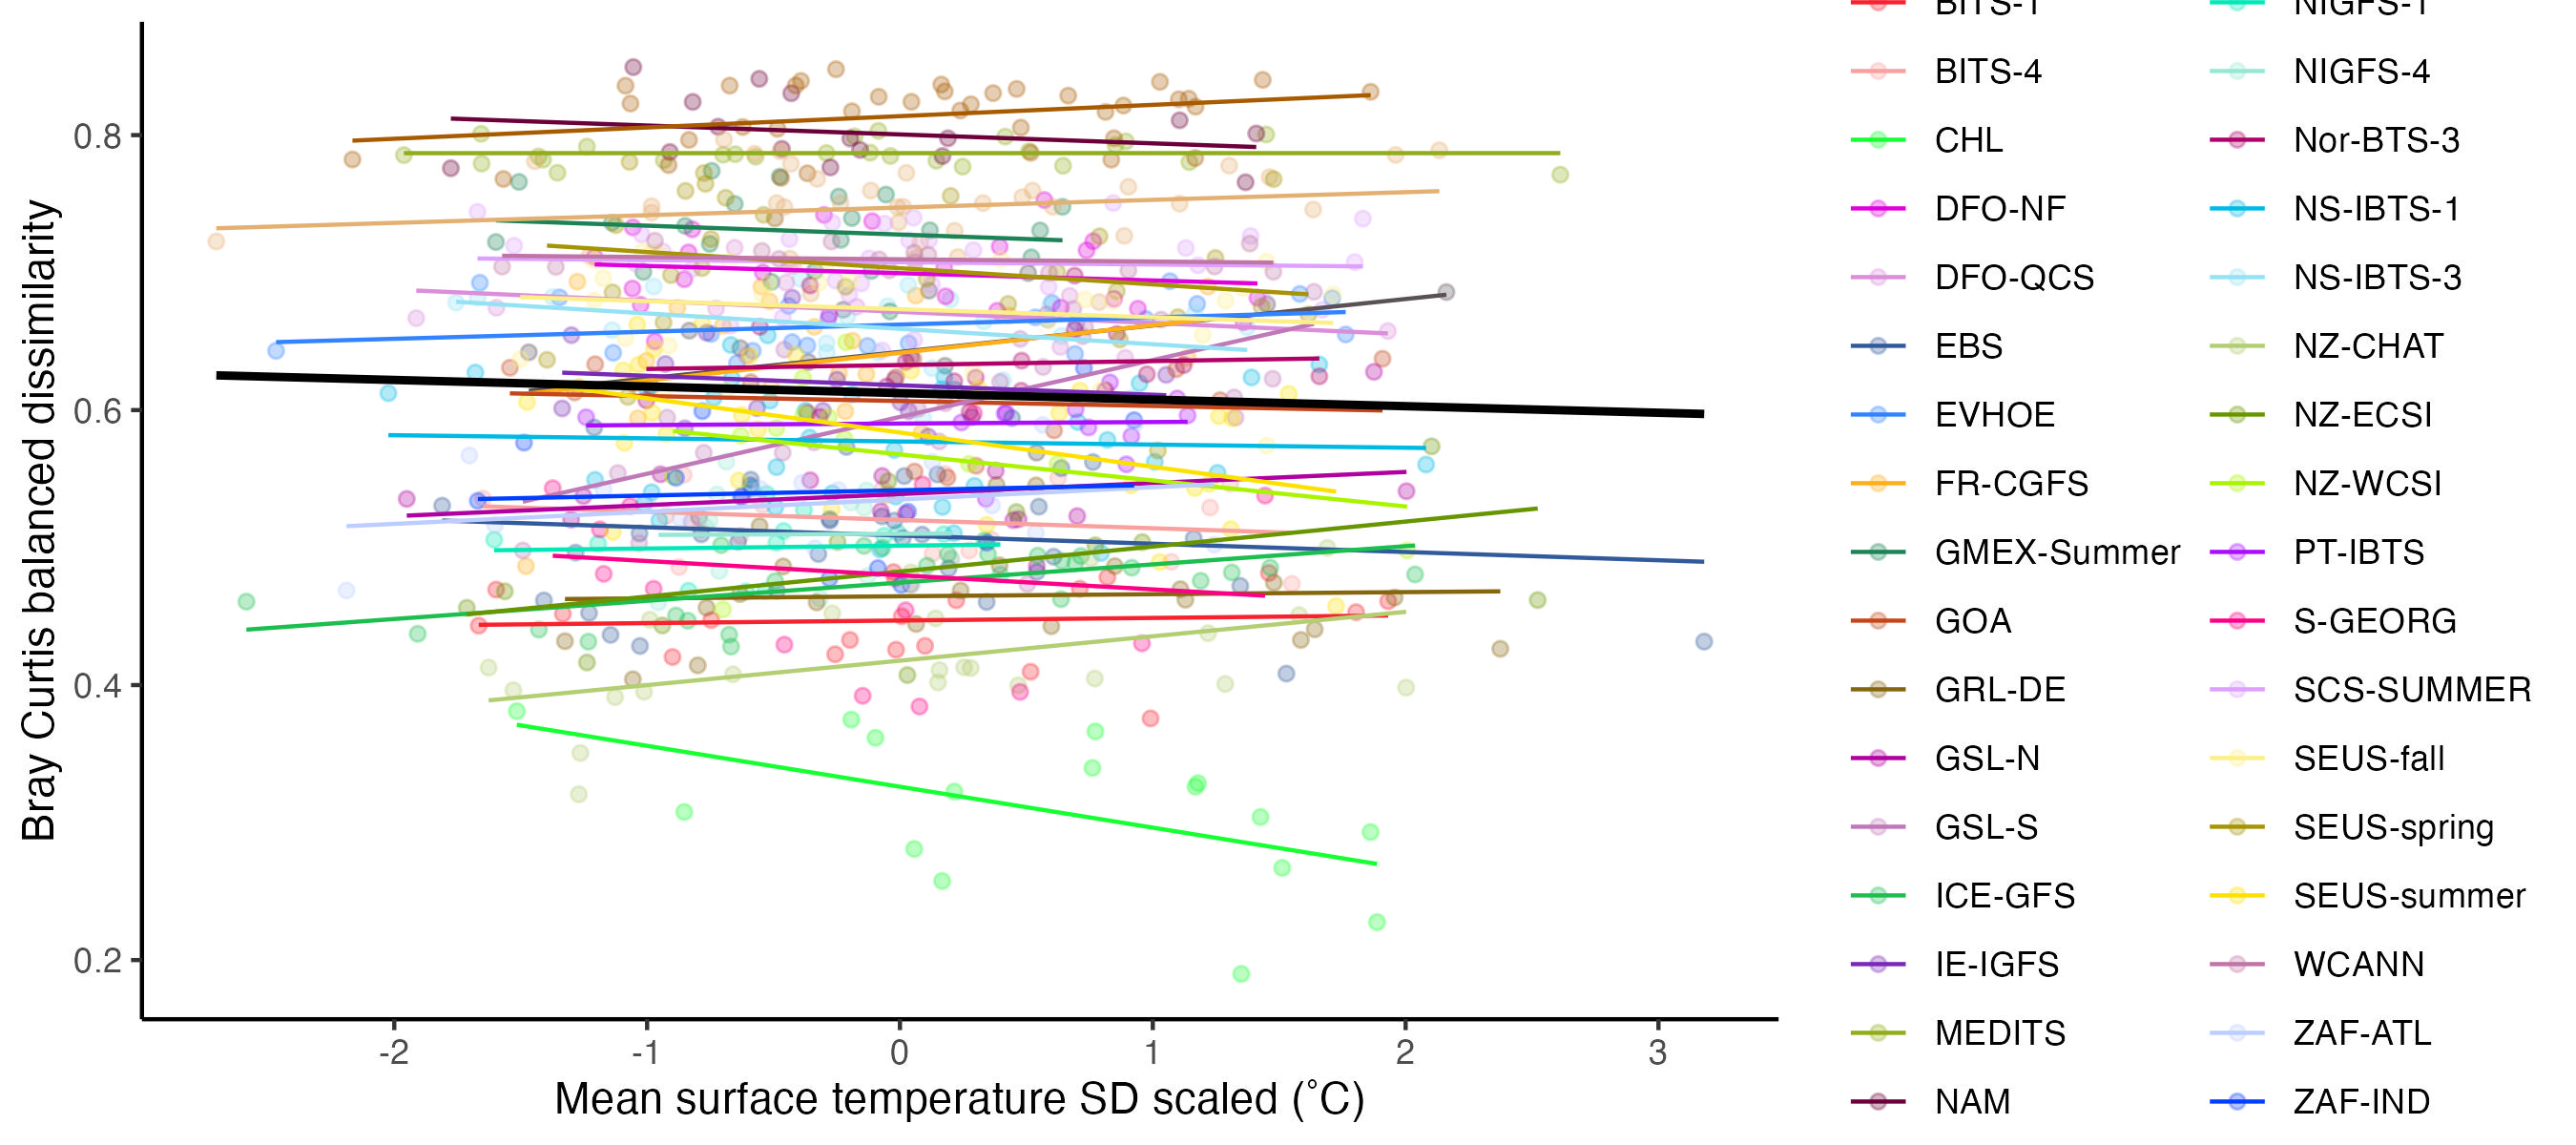 BITS-1 NIGFS-1
BITS-4 NIGFS-4
CHL Nor-BTS-3
DFO-NF NS-IBTS-1
DFO-QCS NS-IBTS-3
EBS NZ-CHAT
EVHOE NZ-ECSI
FR-CGFS NZ-WCSI
GMEX-Summer PT-IBTS
GOA S-GEORG
GRL-DE SCS-SUMMER
GSL-N SEUS-fall
GSL-S SEUS-spring
ICE-GFS SEUS-summer
IE-IGFS WCANN
MEDITS ZAF-ATL
NAM ZAF-IND
Bray Curtis balanced dissimilarity
0.8
0.6
0.4
0.2
-2 -1 0 1 2 3
Mean surface temperature SD scaled (˚C)